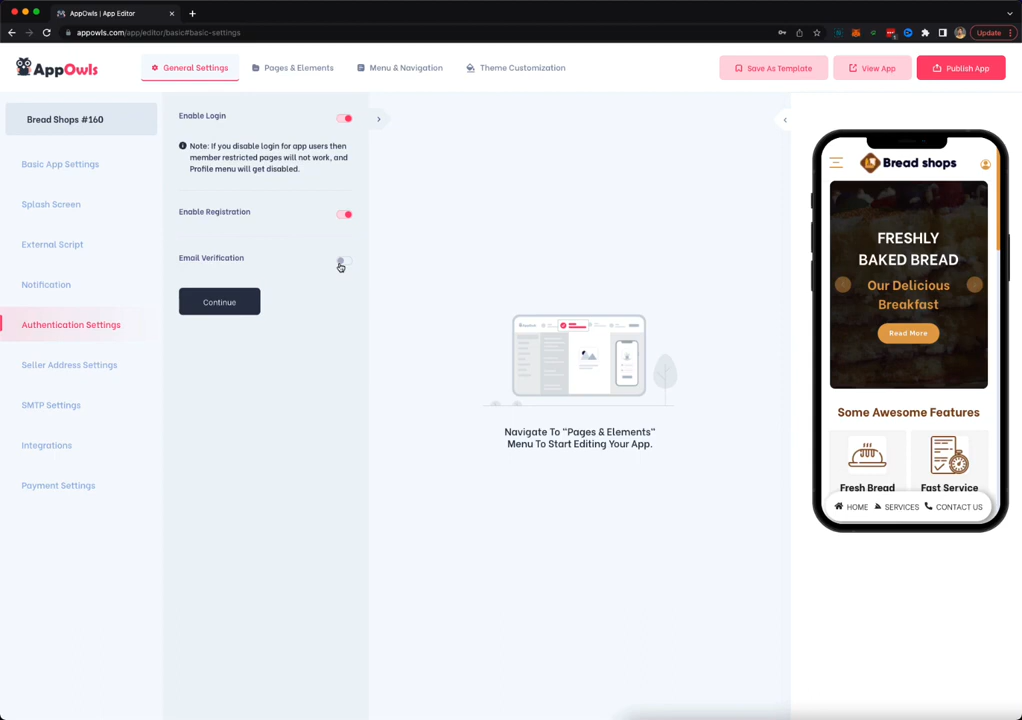 AppOwls | App Editor
appowls.com/app/editor/basic#basic-settings
Update
AppOwls
General Settings
Pages & Elements
Menu & Navigation
Theme Customization
Save As Template
View App
Publish App
Bread Shops #160
Basic App Settings
Splash Screen
External Script
Notification
Authentication Settings
Seller Address Settings
SMTP Settings
Integrations
Payment Settings
Enable Login
Note: If you disable login for app users then
member restricted pages will not work, and
Profile menu will get disabled.
Enable Registration
Email Verification
Continue
Navigate To "Pages & Elements"
Menu To Start Editing Your App.
Bread shops
FRESHLY
BAKED BREAD
Our Delicious
Breakfast
Read More
Some Awesome Features
Fresh Bread
Fast Service
HOME
SERVICES
CONTACT US